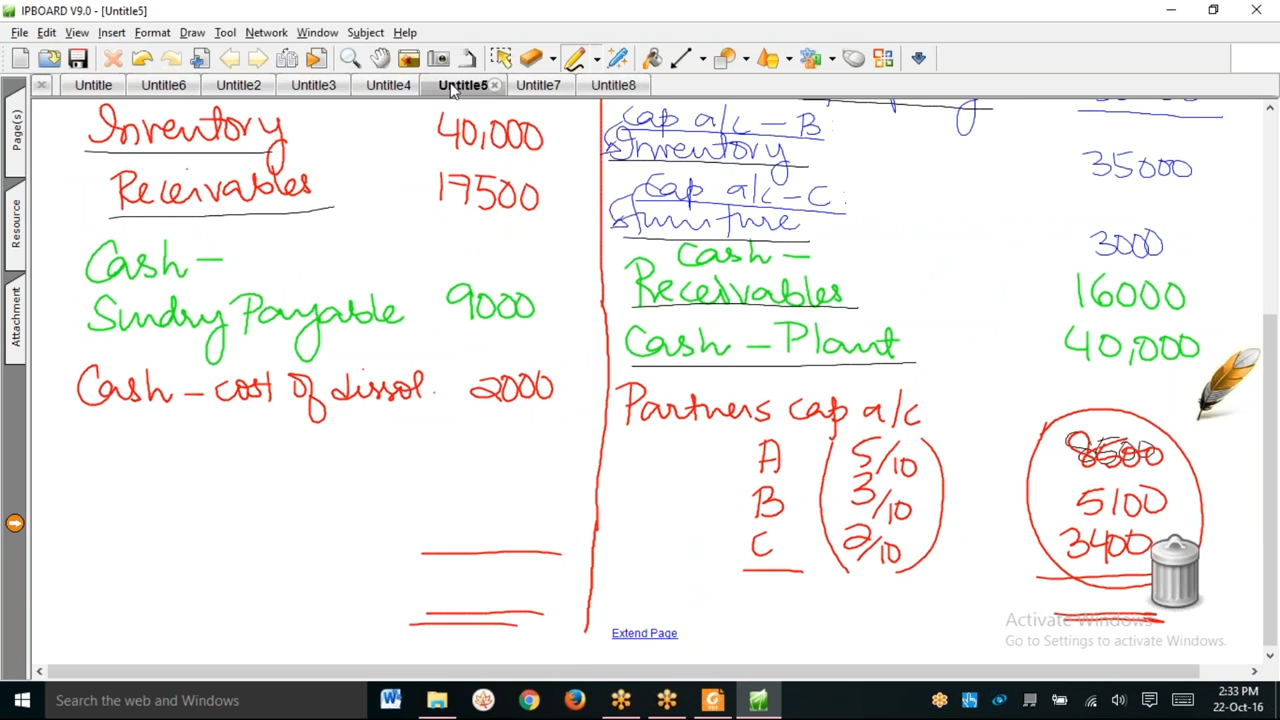 IPBOARD V9.0 - [Untitle5]
File Edit View Insert Format Draw Tool Network Window Subject Help
Untitle Untitle6 Untitle2 Untitle3 Untitle4 Untitle5 Untitle7 Untitle8
Page(s)
Resource
Attachment
Inventory 40,000
Receivables 17500
Cash -
Sundry Payable 9000
Cash - cost of dissol. 2000
Cap a/c - B
Inventory 35000
Cap a/c - C
Furniture 3000
Cash -
Receivables 16000
Cash - Plant 40,000
Partners cap a/c
A 5/10 8500
B 3/10 5100
C 2/10 3400
Extend Page
Activate Windows
Go to Settings to activate Windows.
Search the web and Windows
2:33 PM
22-Oct-16